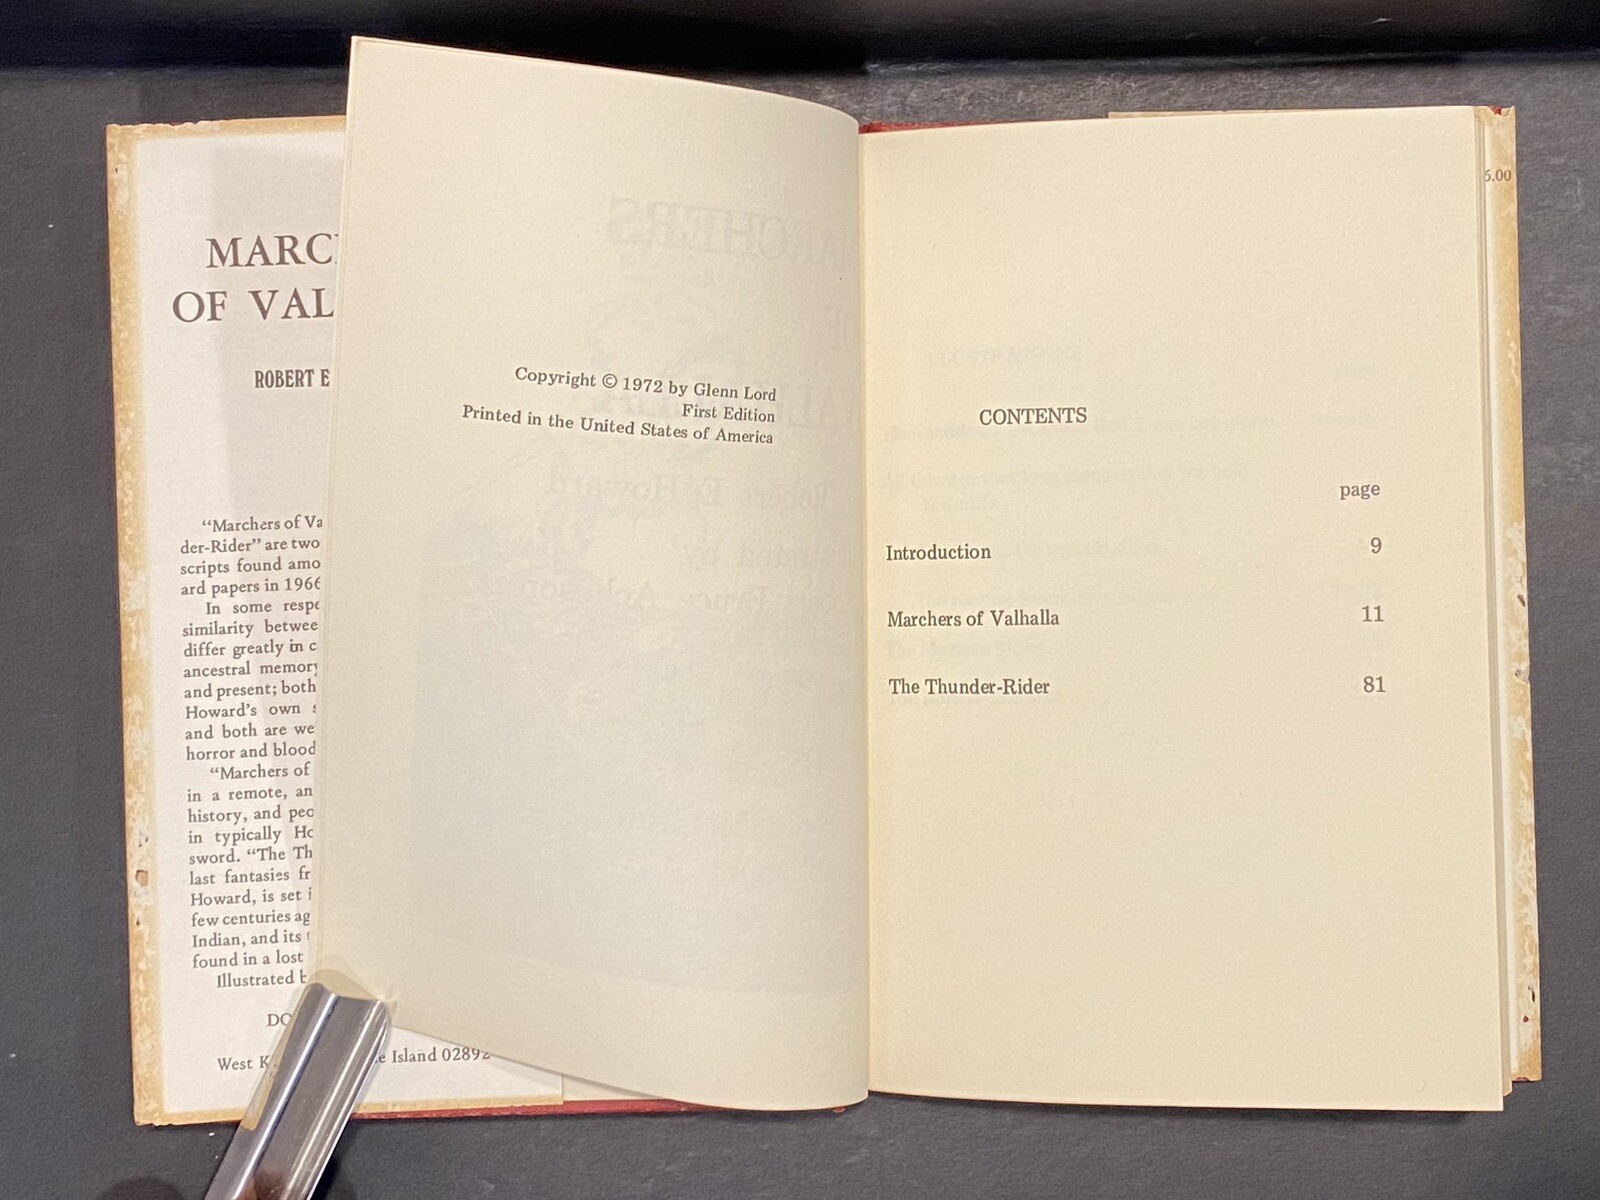 MARC
OF VAL
ROBERT E
"Marchers of Va
der-Rider" are two
scripts found amo
ard papers in 1966
In some respe
similarity betwee
differ greatly in c
ancestral memory
and present; both
Howard's own s
and both are we
horror and blood
"Marchers of
in a remote, an
history, and peo
in typically Ho
sword. "The Th
last fantasies fr
Howard, is set i
few centuries ag
Indian, and its
found in a lost
Illustrated b
DO
West K e Island 02892
Copyright © 1972 by Glenn Lord
First Edition
Printed in the United States of America
CONTENTS
page
Introduction 9
Marchers of Valhalla 11
The Thunder-Rider 81
5.00